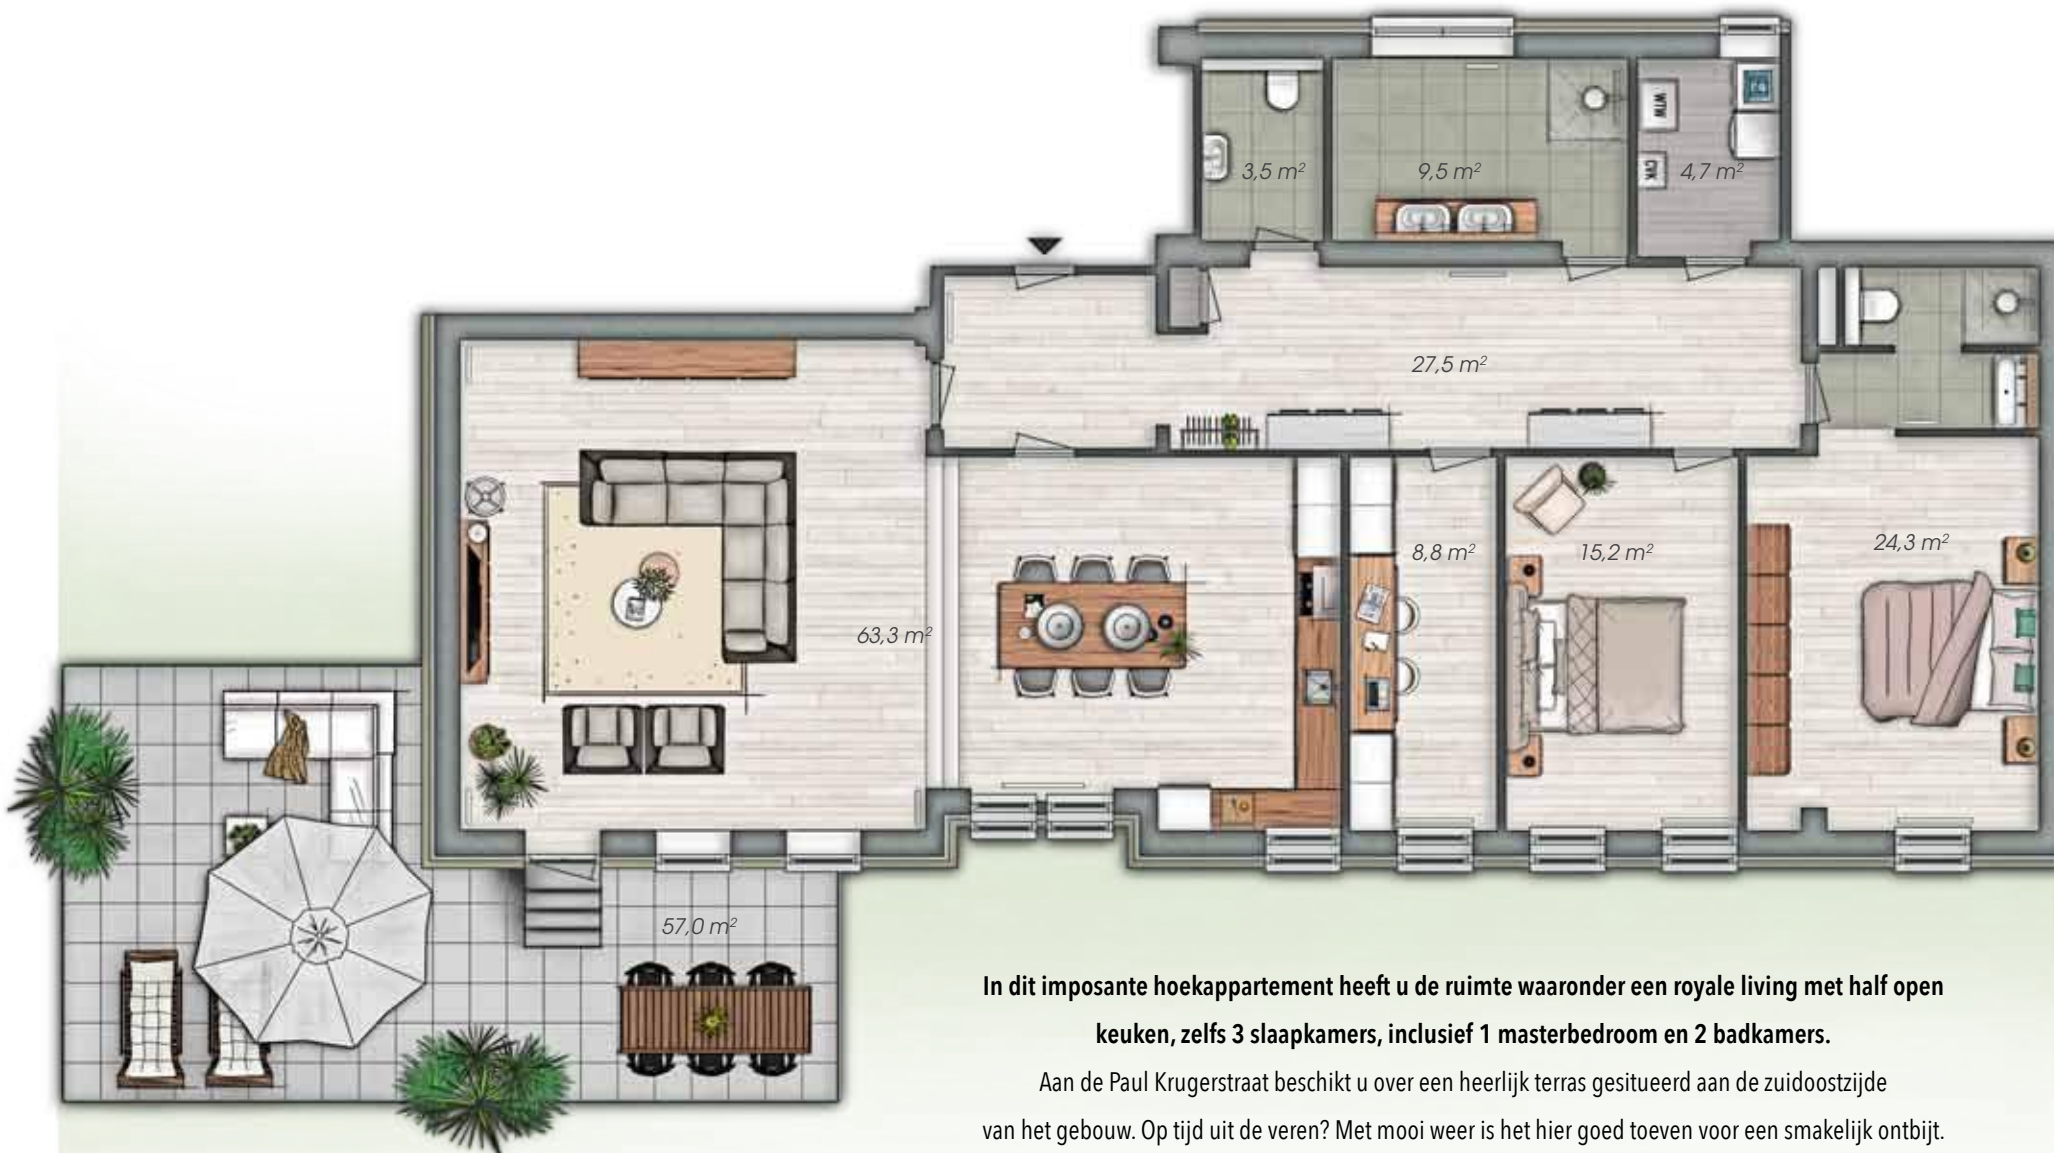 3,5 m²
9,5 m²
4,7 m²
WTW
CVK
27,5 m²
8,8 m²
15,2 m²
24,3 m²
63,3 m²
57,0 m²
In dit imposante hoekappartement heeft u de ruimte waaronder een royale living met half open
keuken, zelfs 3 slaapkamers, inclusief 1 masterbedroom en 2 badkamers.
Aan de Paul Krugerstraat beschikt u over een heerlijk terras gesitueerd aan de zuidoostzijde
van het gebouw. Op tijd uit de veren? Met mooi weer is het hier goed toeven voor een smakelijk ontbijt.